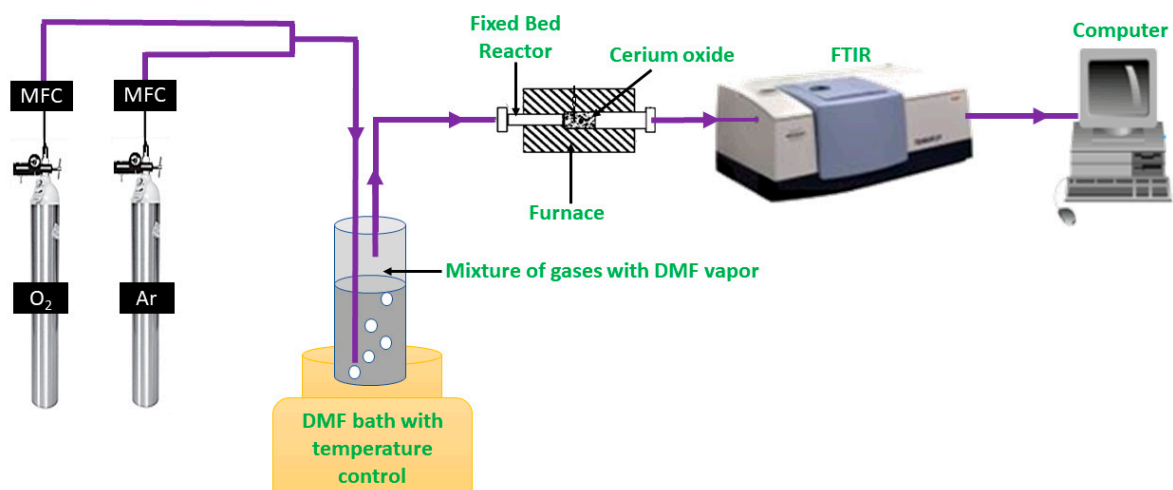 Fixed Bed
Reactor
Cerium oxide
FTIR
Computer
MFC
MFC
Furnace
Mixture of gases with DMF vapor
O₂
Ar
DMF bath with
temperature
control